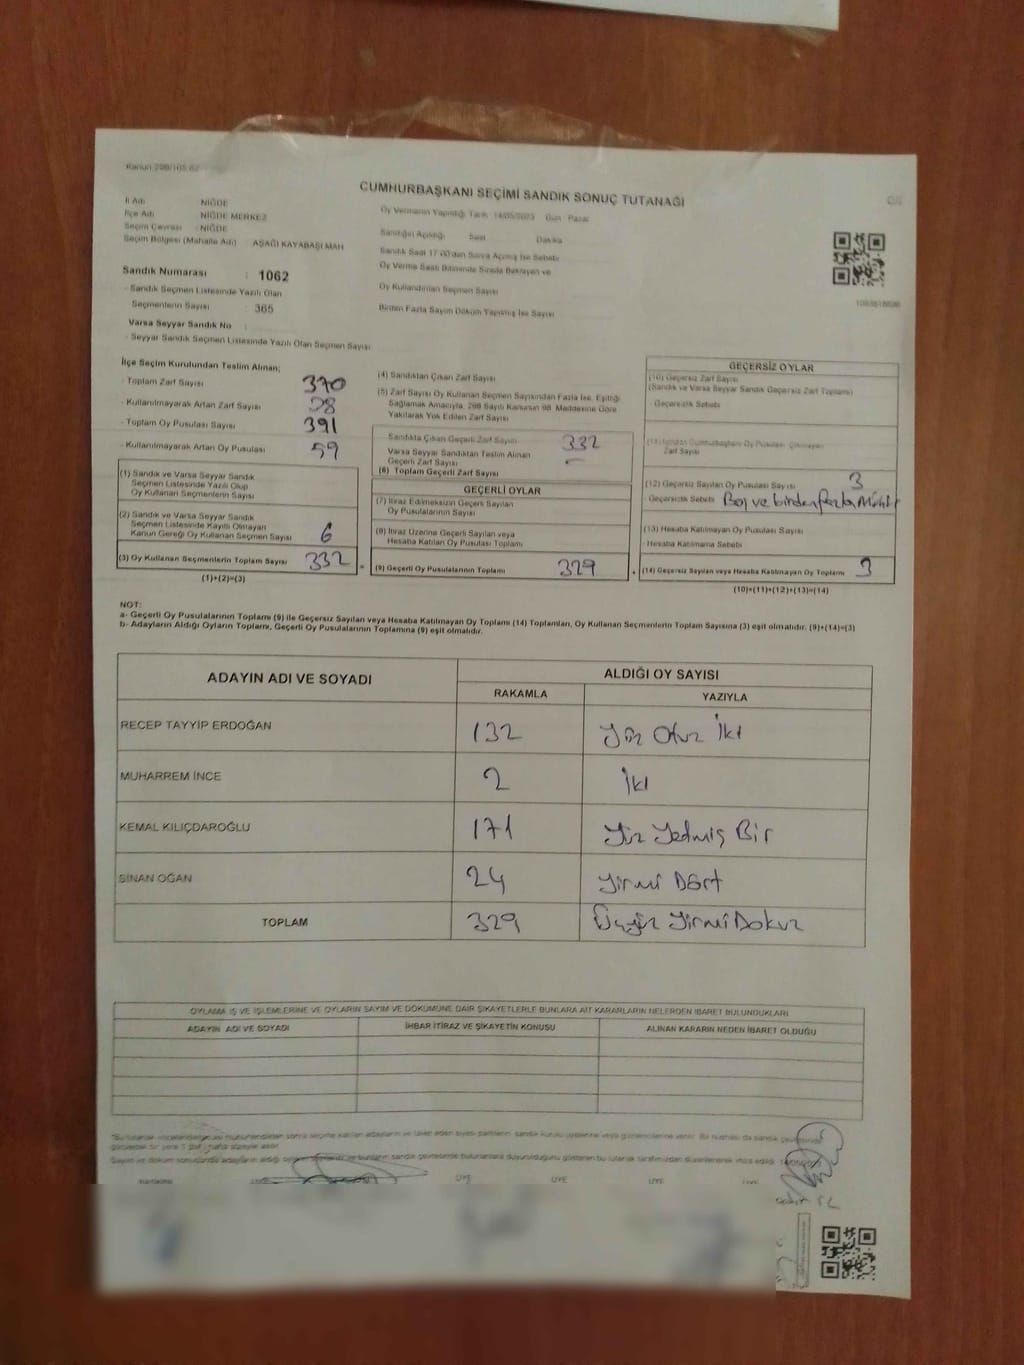 CUMHURBAŞKANI SEÇİMİ SANDIK SONUÇ TUTANAĞI
İl Adı NİĞDE
İlçe Adı NİĞDE MERKEZ
Seçim Çevresi : NİĞDE
Seçim Bölgesi (Mahalle Adı) AŞAĞI KAYABAŞI MAH
Sandık Numarası : 1062
- Sandık Seçmen Listesinde Yazılı Olan
Seçmenlerin Sayısı : 365
Varsa Seyyar Sandık No
- Seyyar Sandık Seçmen Listesinde Yazılı Olan Seçmen Sayısı
Oy Vermenin Yapıldığı Tarih 14/05/2023 Gün Pazar
Sandığın Açıldığı Saat Dakika
Sandık Saat 17.00'den Sonra Açılmış İse Sebebi
Oy Verme Saati Bitiminde Sırada Bekleyen ve
Oy Kullandırılan Seçmen Sayısı
Birden Fazla Sayım Döküm Yapılmış İse Sayısı
İlçe Seçim Kurulundan Teslim Alınan;
- Toplam Zarf Sayısı 370
- Kullanılmayarak Artan Zarf Sayısı 38
- Toplam Oy Pusulası Sayısı 391
- Kullanılmayarak Artan Oy Pusulası 59
(1) Sandık ve Varsa Seyyar Sandık
Seçmen Listesinde Yazılı Olup
Oy Kullanan Seçmenlerin Sayısı
(2) Sandık ve Varsa Seyyar Sandık
Seçmen Listesinde Kayıtlı Olmayan
Kanun Gereği Oy Kullanan Seçmen Sayısı 6
(3) Oy Kullanan Seçmenlerin Toplam Sayısı 332
(1)+(2)=(3)
(4) Sandıktan Çıkan Zarf Sayısı
(5) Zarf Sayısı Oy Kullanan Seçmen Sayısından Fazla İse, Eşitliği
Sağlamak Amacıyla, 298 Sayılı Kanunun 98. Maddesine Göre
Yakılarak Yok Edilen Zarf Sayısı
Sandıkta Çıkan Geçerli Zarf Sayısı 332
Varsa Seyyar Sandıktan Teslim Alınan
Geçerli Zarf Sayısı –
(6) Toplam Geçerli Zarf Sayısı
GEÇERLİ OYLAR
(7) İtiraz Edilmeksizin Geçerli Sayılan
Oy Pusulalarının Sayısı
(8) İtiraz Üzerine Geçerli Sayılan veya
Hesaba Katılan Oy Pusulası Toplamı
(9) Geçerli Oy Pusulalarının Toplamı 329
GEÇERSİZ OYLAR
(10) Geçersiz Zarf Sayısı
(Sandık ve Varsa Seyyar Sandık Geçersiz Zarf Toplamı)
- Geçersizlik Sebebi
Zarf Sayısı
(12) Geçersiz Sayılan Oy Pusulası Sayısı 3
- Geçersizlik Sebebi Boş ve birden fazla Mühür
(13) Hesaba Katılmayan Oy Pusulası Sayısı
- Hesaba Katılmama Sebebi
(14) Geçersiz Sayılan veya Hesaba Katılmayan Oy Toplamı 3
(10)+(11)+(12)+(13)=(14)
NOT:
a- Geçerli Oy Pusulalarının Toplamı (9) ile Geçersiz Sayılan veya Hesaba Katılmayan Oy Toplamı (14) Toplamları, Oy Kullanan Seçmenlerin Toplam Sayısına (3) eşit olmalıdır. (9)+(14)=(3)
b- Adayların Aldığı Oyların Toplamı, Geçerli Oy Pusulalarının Toplamına (9) eşit olmalıdır.
ADAYIN ADI VE SOYADI ALDIĞI OY SAYISI
RAKAMLA YAZIYLA
RECEP TAYYİP ERDOĞAN 132 Yüz Otuz İki
MUHARREM İNCE 2 İki
KEMAL KILIÇDAROĞLU 171 Yüz Yedmiş Bir
SİNAN OĞAN 24 Yirmi Dört
TOPLAM 329 Üçyüz Yirmi Dokuz
OYLAMA İŞ VE İŞLEMLERİNE VE OYLARIN SAYIM VE DÖKÜMÜNE DAİR ŞİKAYETLERLE BUNLARA AİT KARARLARIN NELERDEN İBARET BULUNDUKLARI
ADAYIN ADI VE SOYADI İHBAR İTİRAZ VE ŞİKAYETİN KONUSU ALINAN KARARIN NEDEN İBARET OLDUĞU
ÜYE ÜYE ÜYE